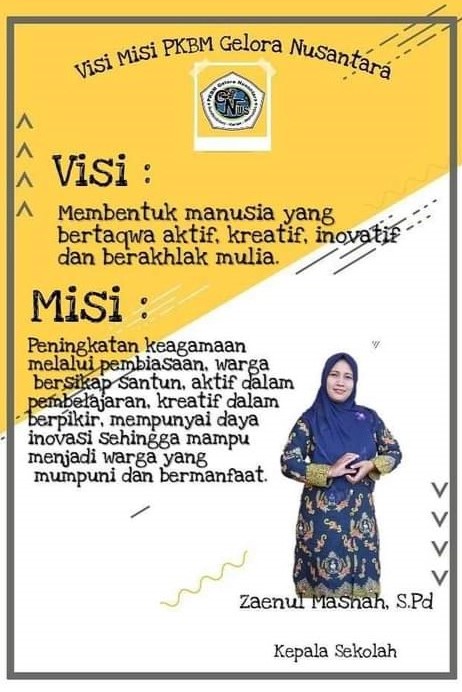 Visi Misi PKBM Gelora Nusantara
Visi :
Membentuk manusia yang
bertaqwa aktif, kreatif, inovatif
dan berakhlak mulia.
Misi :
Peningkatan keagamaan
melalui pembiasaan, warga
bersikap santun, aktif dalam
pembelajaran, kreatif dalam
berpikir, mempunyai daya
inovasi sehingga mampu
menjadi warga yang
mumpuni dan bermanfaat.
Zaenul Mashah, S.Pd
Kepala Sekolah